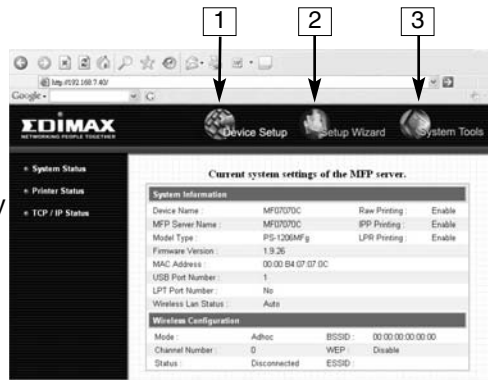 1 2 3
http://192.168.7.40/
Google - G
EDIMAX
NETWORKING PEOPLE TOGETHER
Device Setup Setup Wizard System Tools
System Status
Printer Status
TCP / IP Status
Current system settings of the MFP server.
System Information
Device Name : MF07070C Raw Printing : Enable
MFP Server Name : MF07070C IPP Printing : Enable
Model Type : PS-1206MFg LPR Printing : Enable
Firmware Version : 1.9.26
MAC Address : 00:00:B4:07:07:0C
USB Port Number : 1
LPT Port Number : No
Wireless Lan Status : Auto
Wireless Configuration
Mode : Adhoc BSSID : 00:00:00:00:00:00
Channel Number : 0 WEP : Disable
Status : Disconnected ESSID :